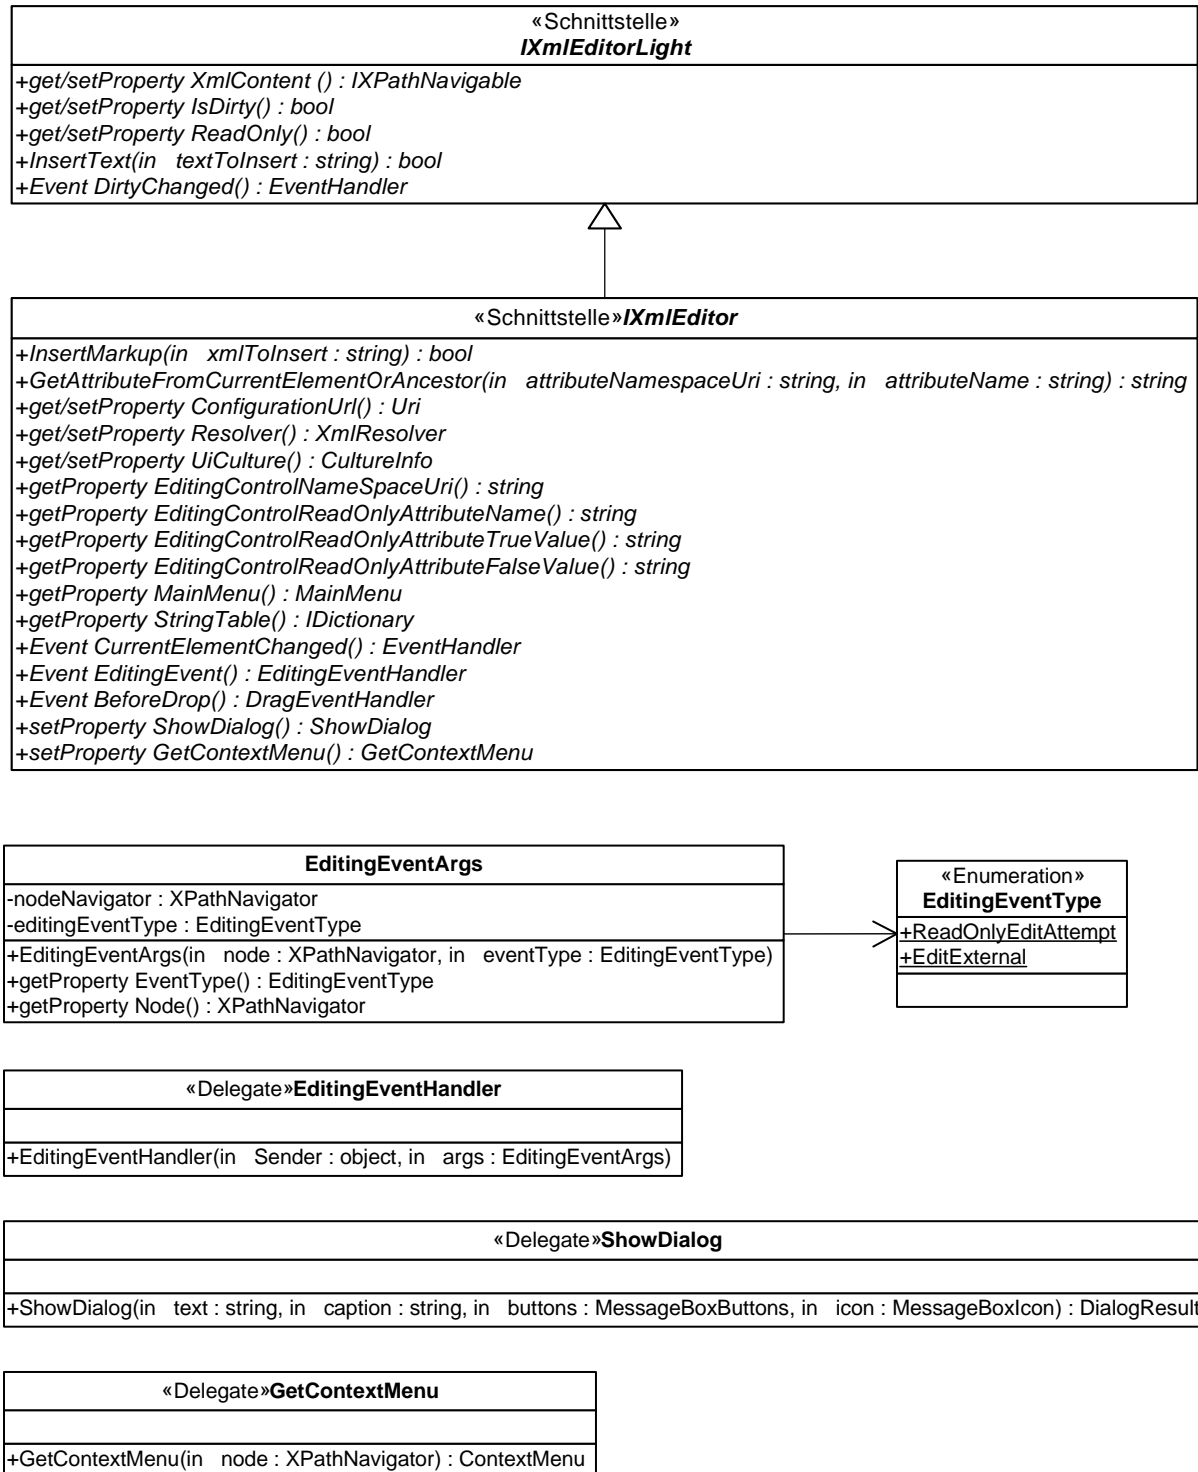 «Schnittstelle»
IXmlEditorLight
+get/setProperty XmlContent () : IXPathNavigable
+get/setProperty IsDirty() : bool
+get/setProperty ReadOnly() : bool
+InsertText(in textToInsert : string) : bool
+Event DirtyChanged() : EventHandler
«Schnittstelle»IXmlEditor
+InsertMarkup(in xmlToInsert : string) : bool
+GetAttributeFromCurrentElementOrAncestor(in attributeNamespaceUri : string, in attributeName : string) : string
+get/setProperty ConfigurationUrl() : Uri
+get/setProperty Resolver() : XmlResolver
+get/setProperty UiCulture() : CultureInfo
+getProperty EditingControlNameSpaceUri() : string
+getProperty EditingControlReadOnlyAttributeName() : string
+getProperty EditingControlReadOnlyAttributeTrueValue() : string
+getProperty EditingControlReadOnlyAttributeFalseValue() : string
+getProperty MainMenu() : MainMenu
+getProperty StringTable() : IDictionary
+Event CurrentElementChanged() : EventHandler
+Event EditingEvent() : EditingEventHandler
+Event BeforeDrop() : DragEventHandler
+setProperty ShowDialog() : ShowDialog
+setProperty GetContextMenu() : GetContextMenu
EditingEventArgs
-nodeNavigator : XPathNavigator
-editingEventType : EditingEventType
+EditingEventArgs(in node : XPathNavigator, in eventType : EditingEventType)
+getProperty EventType() : EditingEventType
+getProperty Node() : XPathNavigator
«Enumeration»
EditingEventType
+ReadOnlyEditAttempt
+EditExternal
«Delegate»EditingEventHandler
+EditingEventHandler(in Sender : object, in args : EditingEventArgs)
«Delegate»ShowDialog
+ShowDialog(in text : string, in caption : string, in buttons : MessageBoxButtons, in icon : MessageBoxIcon) : DialogResult
«Delegate»GetContextMenu
+GetContextMenu(in node : XPathNavigator) : ContextMenu